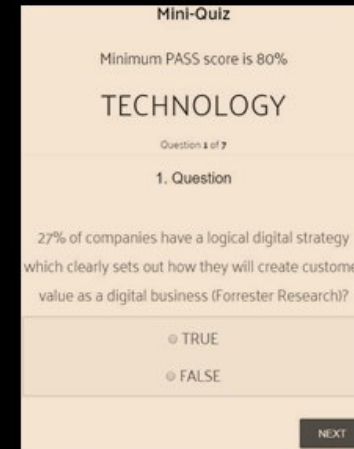 Mini-Quiz
Minimum PASS score is 80%
TECHNOLOGY
Question 1 of 7
1. Question
27% of companies have a logical digital strategy
which clearly sets out how they will create custome
value as a digital business (Forrester Research)?
TRUE
FALSE
NEXT